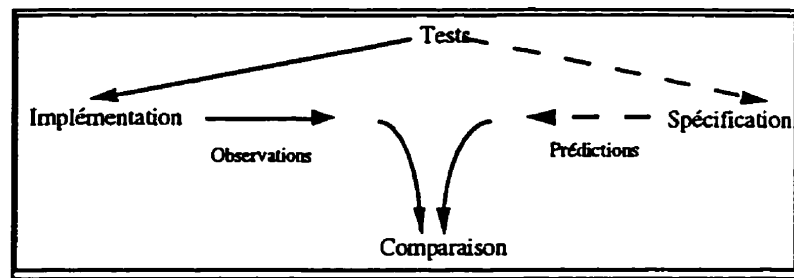 Tests
Implémentation
Spécification
Observations
Prédictions
Comparaison